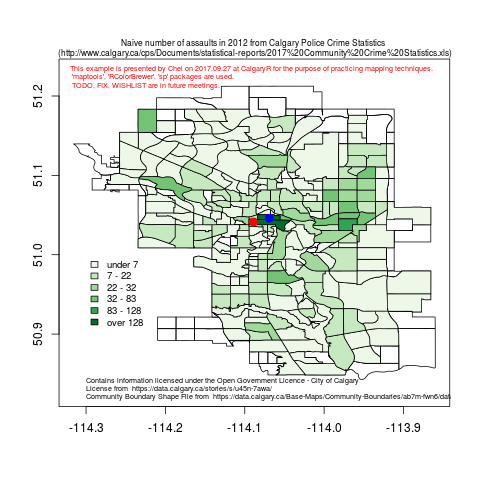 Naive number of assaults in 2012 from Calgary Police Crime Statistics
(http://www.calgary.ca/cps/Documents/statistical-reports/2017%20Community%20Crime%20Statistics.xls)
This example is presented by Chel on 2017.09.27 at CalgaryR for the purpose of practicing mapping techniques.
'maptools', 'RColorBrewer', 'sp' packages are used.
TODO, FIX, WISHLIST are in future meetings.
51.2
51.1
51.0
50.9
under 7
7 - 22
22 - 32
32 - 83
83 - 128
over 128
Contains information licensed under the Open Government Licence - City of Calgary
License from https://data.calgary.ca/stories/s/u45n-7awa/
Community Boundary Shape File from https://data.calgary.ca/Base-Maps/Community-Boundaries/ab7m-fwn6/dat
-114.3 -114.2 -114.1 -114.0 -113.9